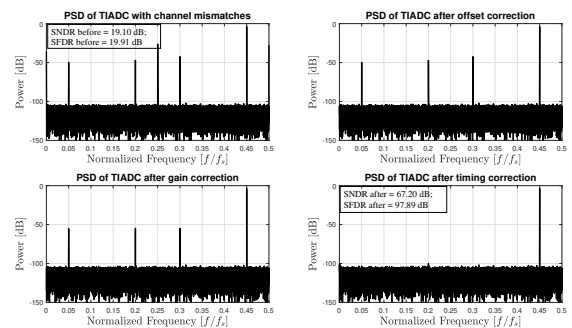 PSD of TIADC with channel mismatches
SNDR before = 19.10 dB;
SFDR before = 19.91 dB
Power [dB]
0
-50
-100
-150
0 0.05 0.1 0.15 0.2 0.25 0.3 0.35 0.4 0.45 0.5
Normalized Frequency [f/fs]
PSD of TIADC after offset correction
Power [dB]
0
-50
-100
-150
0 0.05 0.1 0.15 0.2 0.25 0.3 0.35 0.4 0.45 0.5
Normalized Frequency [f/fs]
PSD of TIADC after gain correction
Power [dB]
0
-50
-100
-150
0 0.05 0.1 0.15 0.2 0.25 0.3 0.35 0.4 0.45 0.5
Normalized Frequency [f/fs]
PSD of TIADC after timing correction
SNDR after = 67.20 dB;
SFDR after = 97.89 dB
Power [dB]
0
-50
-100
-150
0 0.05 0.1 0.15 0.2 0.25 0.3 0.35 0.4 0.45 0.5
Normalized Frequency [f/fs]